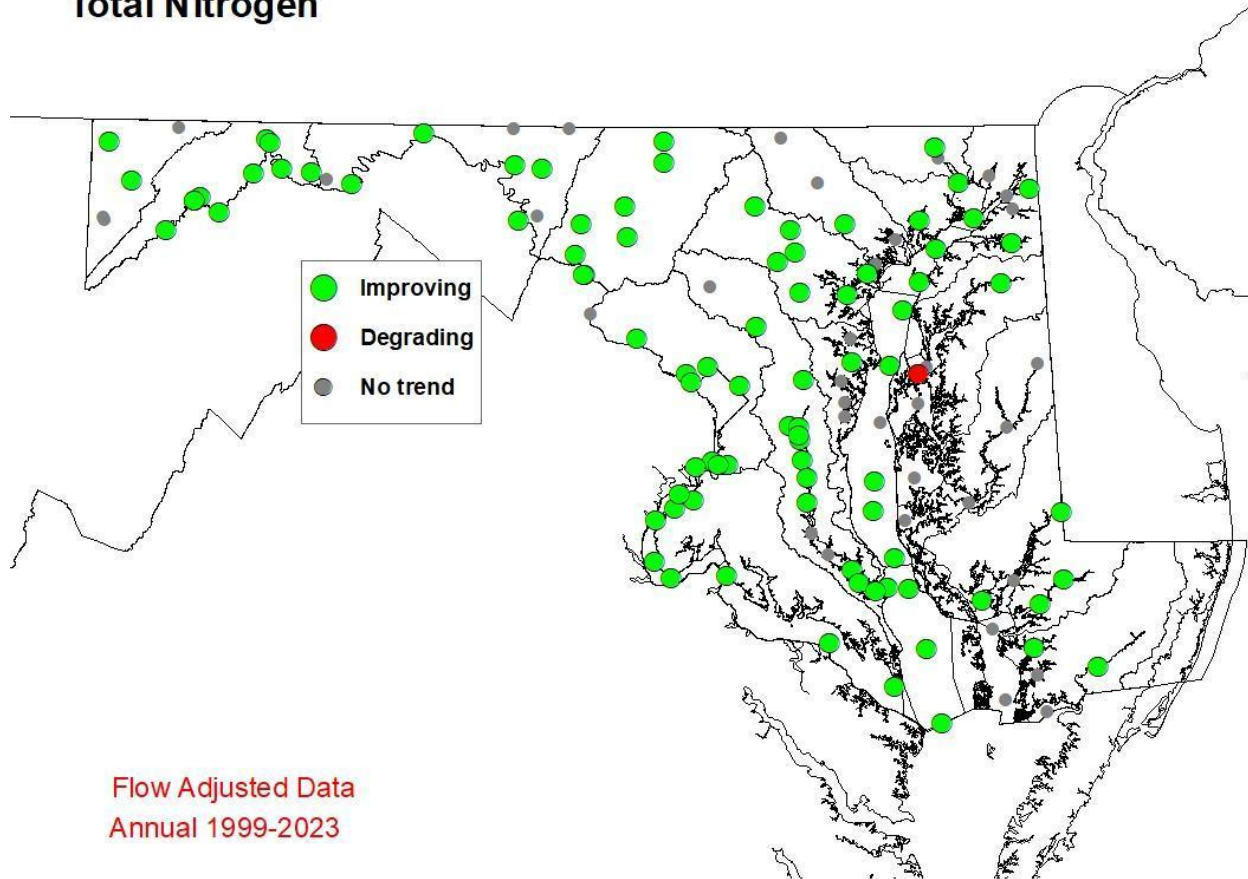 Total Nitrogen
Improving
Degrading
No trend
Flow Adjusted Data
Annual 1999-2023